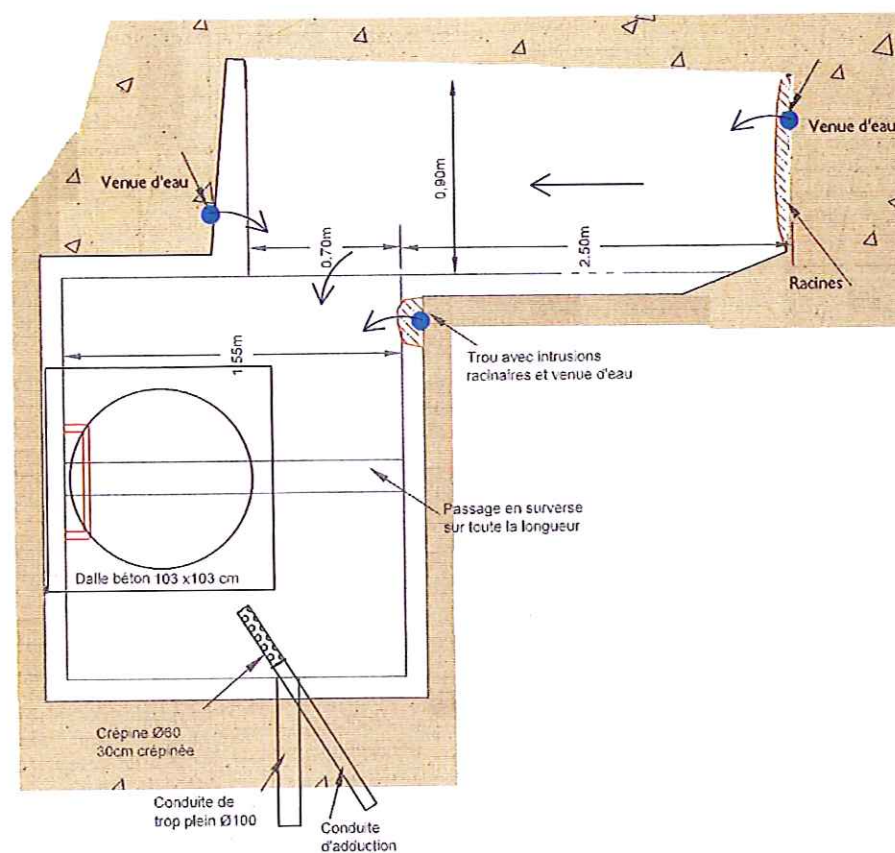 Venue d'eau
Venue d'eau
0.90m
0.70m
2.50m
Racines
1.55m
Trou avec intrusions
racinaires et venue d'eau
Passage en surverse
sur toute la longueur
Dalle béton 103 x103 cm
Crépine Ø60
30cm crépinée
Conduite de
trop plein Ø100
Conduite
d'adduction